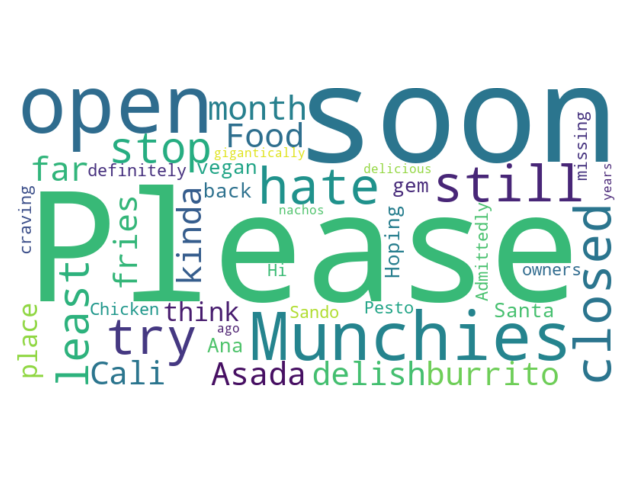 open
soon
month
Food
missing
stop
gigantically
far
definitely
vegan
delicious
craving
back
hate
gem
still
years
Please
kinda
fries
nachos
Hi
Hoping
Admittedly
owners
closed
least
place
Chicken
think
Sando
Pesto
Santa
try
ago
Ana
Munchies
Cali
Asada
delish
burrito